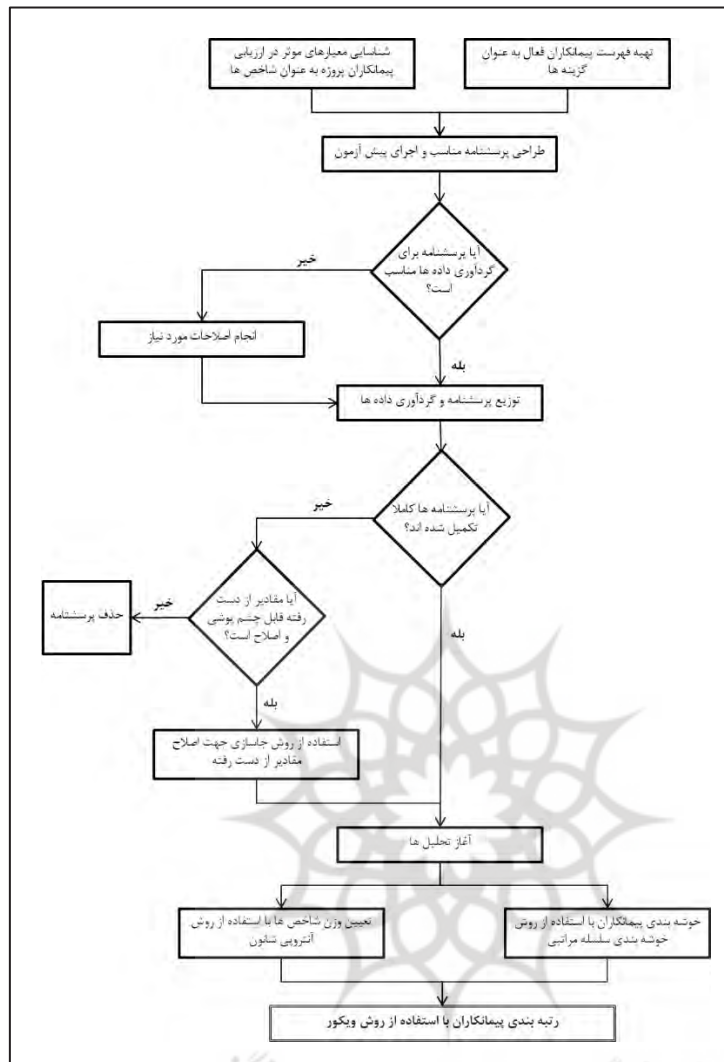 تهیه فهرست پیمانکاران فعال به عنوان
گزینه ها
شناسایی معیارهای موثر در ارزیابی
پیمانکاران پروژه به عنوان شاخص ها
طراحی پرسشنامه مناسب و اجرای پیش آزمون
آیا پرسشنامه برای
گردآوری داده ها مناسب
است؟
خیر
انجام اصلاحات مورد نیاز
بله
توزیع پرسشنامه و گردآوری داده ها
آیا پرسشنامه ها کاملا
تکمیل شده اند؟
خیر
آیا مقادیر از دست
رفته قابل چشم پوشی
و اصلاح است؟
خیر
حذف پرسشنامه
بله
بله
استفاده از روش جاسازی جهت اصلاح
مقادیر از دست رفته
آغاز تحلیل ها
خوشه بندی پیمانکاران با استفاده از روش
خوشه بندی سلسله مراتبی
تعیین وزن شاخص ها با استفاده از روش
آنتروپی شانون
رتبه بندی پیمانکاران با استفاده از روش ویکور